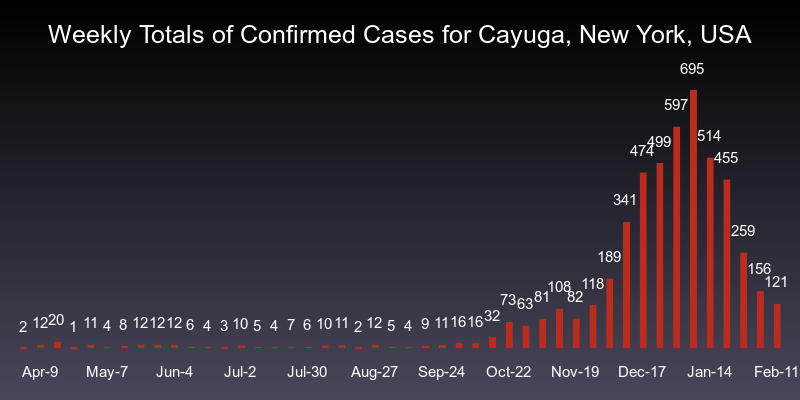 Weekly Totals of Confirmed Cases for Cayuga, New York, USA
2 12 20 1 11 4 8 12 12 12 6 4 3 10 5 4 7 6 10 11 2 12 5 4 9 11 16 16 32 73 63 81 108 82 118 189 341 474 499 597 695 514 455 259 156 121
Apr-9 May-7 Jun-4 Jul-2 Jul-30 Aug-27 Sep-24 Oct-22 Nov-19 Dec-17 Jan-14 Feb-11